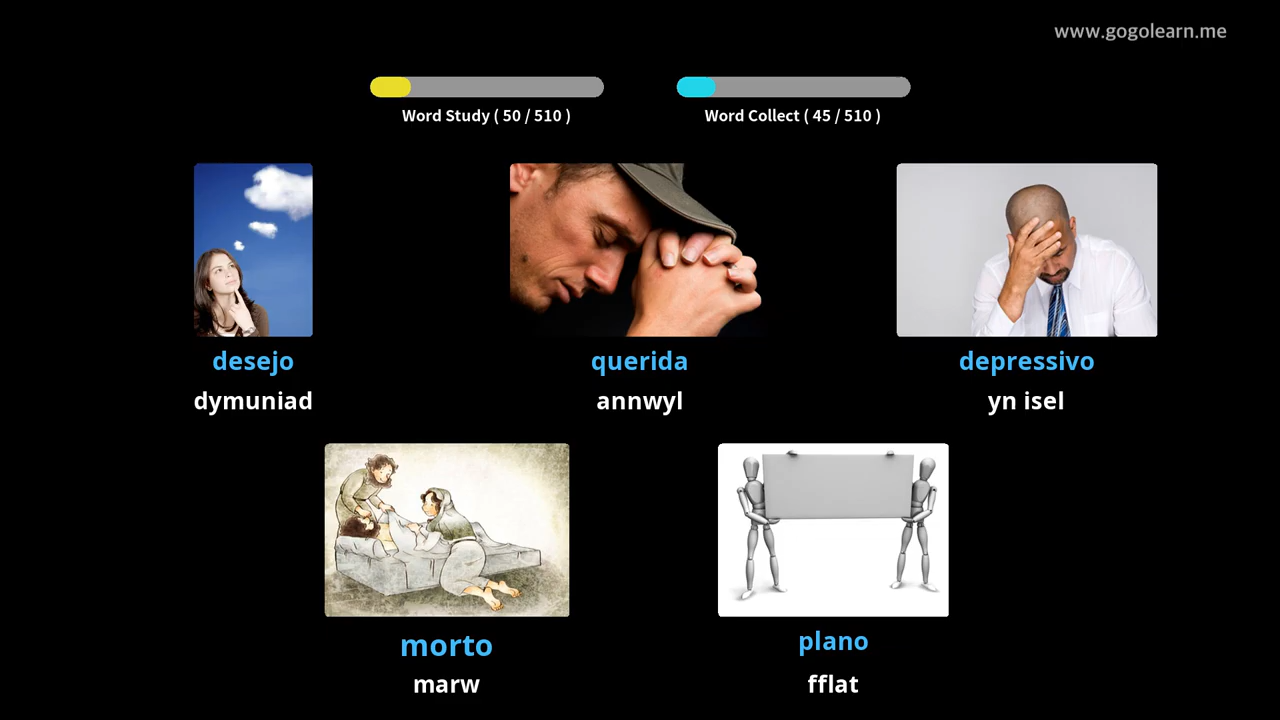 www.gogolearn.me
Word Study ( 50 / 510 )
Word Collect ( 45 / 510 )
desejo
dymuniad
querida
annwyl
depressivo
yn isel
morto
marw
plano
fflat